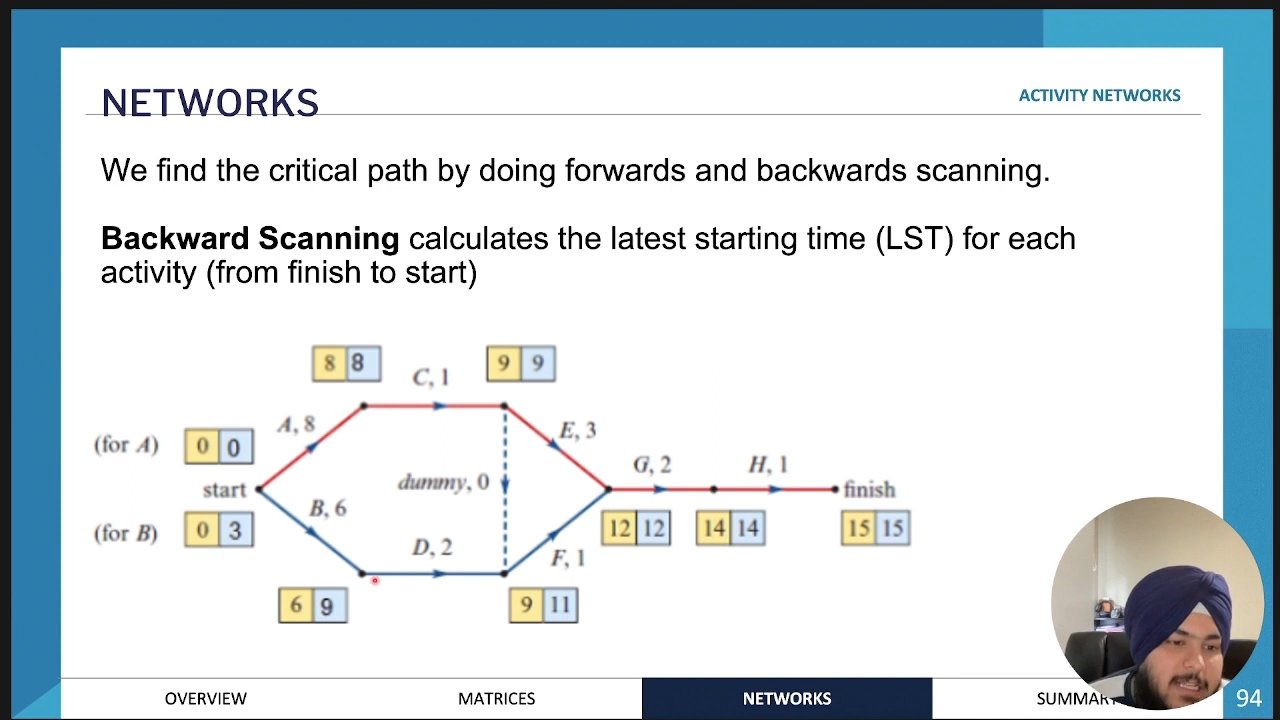 NETWORKS
ACTIVITY NETWORKS
We find the critical path by doing forwards and backwards scanning.
Backward Scanning calculates the latest starting time (LST) for each
activity (from finish to start)
8 8
C, 1
9 9
A, 8
E, 3
(for A) 0 0
G, 2
H, 1
start
dummy, 0
finish
B, 6
(for B) 0 3
12 12
14 14
15 15
D, 2
F, 1
6 9
9 11
OVERVIEW
MATRICES
NETWORKS
SUMMAR
94